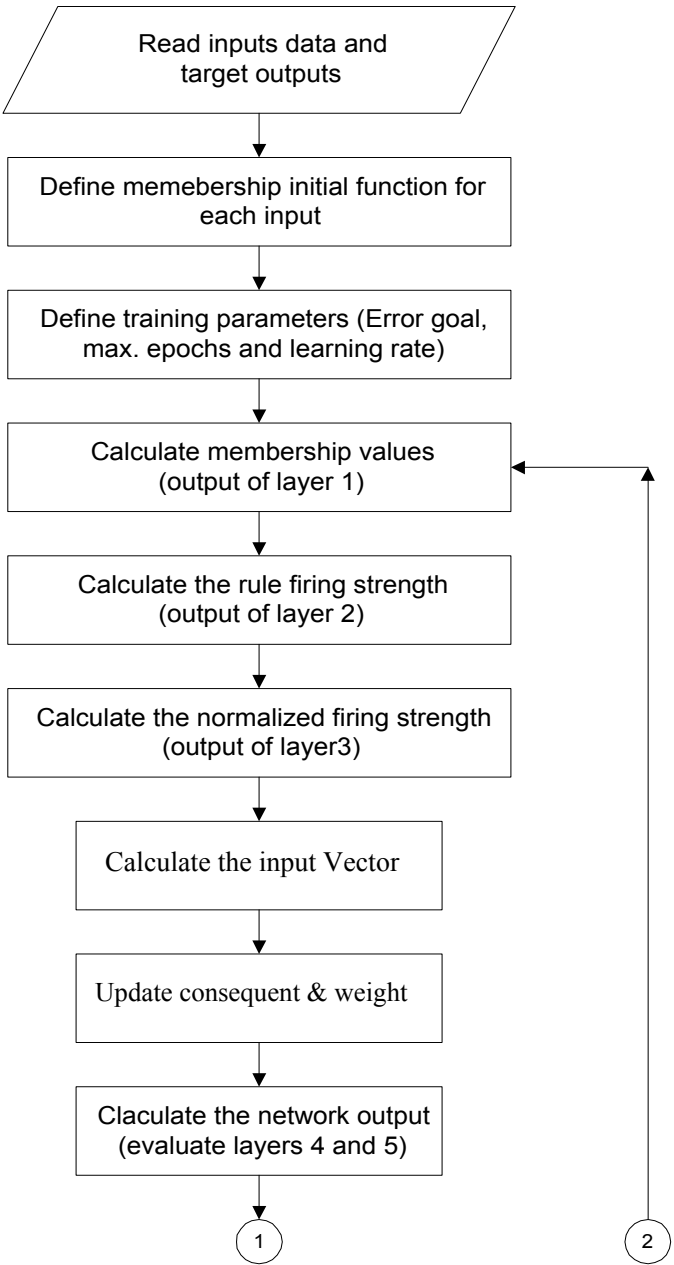 Read inputs data and
target outputs
Define memebership initial function for
each input
Define training parameters (Error goal,
max. epochs and learning rate)
Calculate membership values
(output of layer 1)
Calculate the rule firing strength
(output of layer 2)
Calculate the normalized firing strength
(output of layer3)
Calculate the input Vector
Update consequent & weight
Claculate the network output
(evaluate layers 4 and 5)
1
2